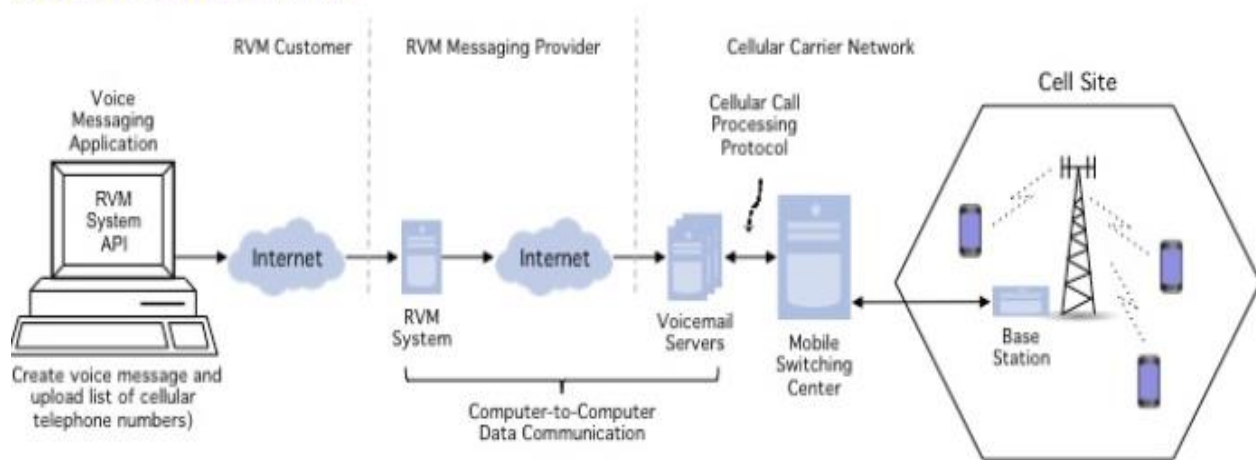 RVM Customer
RVM Messaging Provider
Cellular Carrier Network
Voice
Messaging
Application
RVM
System
API
Internet
RVM
System
Internet
Voicemail
Servers
Cellular Call
Processing
Protocol
Mobile
Switching
Center
Cell Site
Base
Station
Create voice message and
upload list of cellular
telephone numbers)
Computer-to-Computer
Data Communication